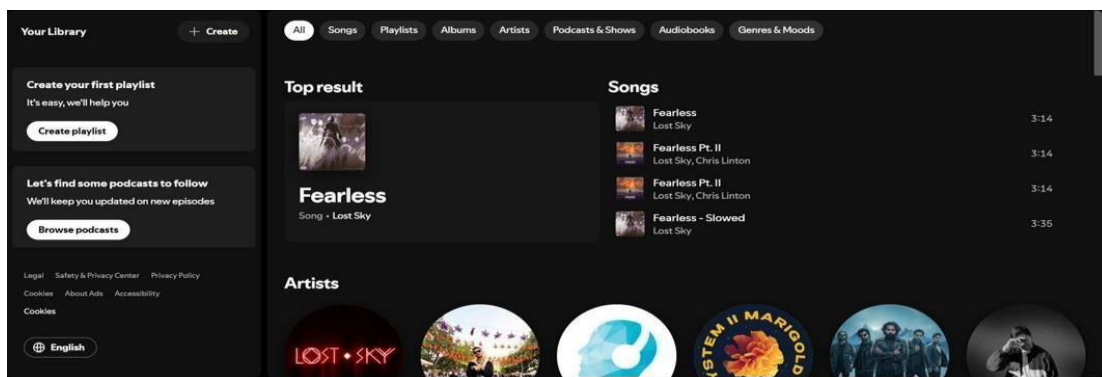 Your Library
+ Create
Create your first playlist
It's easy, we'll help you
Create playlist
Let's find some podcasts to follow
We'll keep you updated on new episodes
Browse podcasts
Legal Safety & Privacy Center Privacy Policy
Cookies About Ads Accessibility
Cookies
English
All Songs Playlists Albums Artists Podcasts & Shows Audiobooks Genres & Moods
Top result
Fearless
Song • Lost Sky
Songs
Fearless
Lost Sky
3:14
Fearless Pt. II
Lost Sky, Chris Linton
3:14
Fearless Pt. II
Lost Sky, Chris Linton
3:14
Fearless - Slowed
Lost Sky
3:35
Artists
LOST • SKY
STEM II MARIGOLD